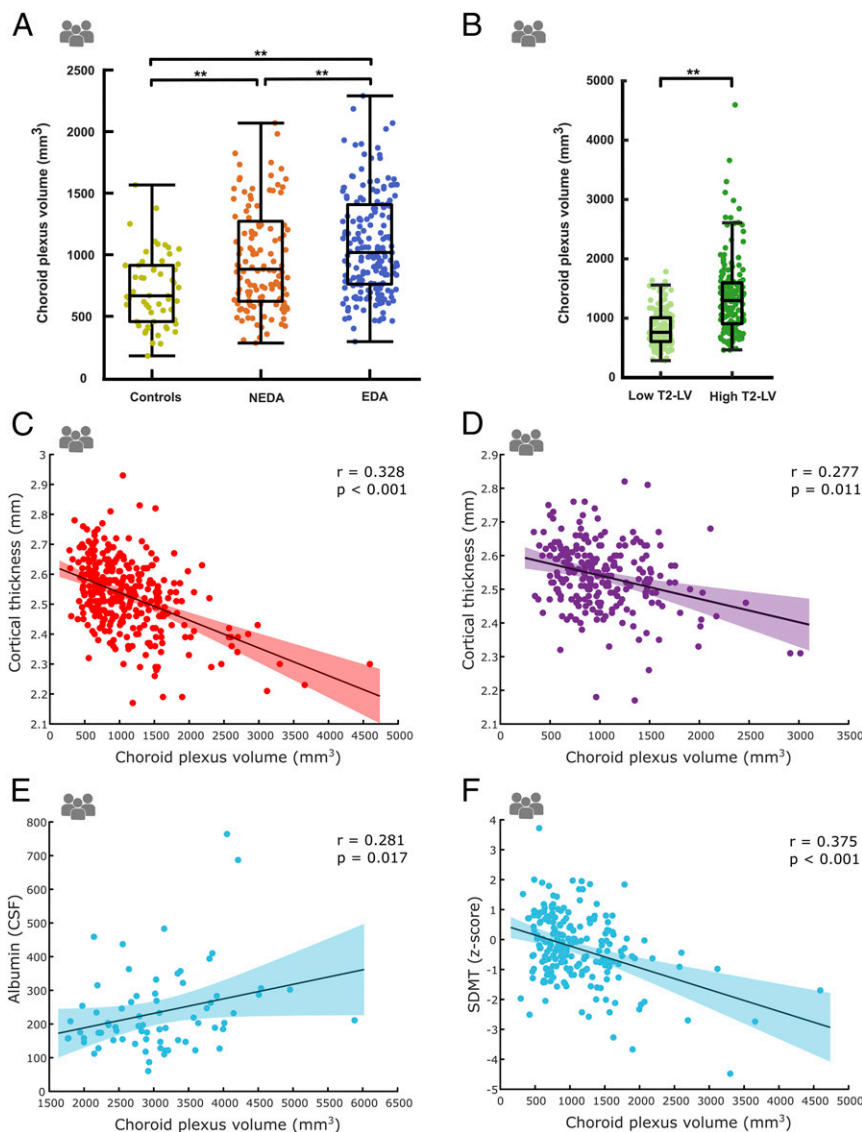 A
**
**
**
Choroid plexus volume (mm³)
2500
2000
1500
1000
500
0
Controls
NEDA
EDA
B
**
Choroid plexus volume (mm³)
5000
4000
3000
2000
1000
0
Low T2-LV
High T2-LV
C
r = 0.328
p < 0.001
Cortical thickness (mm)
3
2.9
2.8
2.7
2.6
2.5
2.4
2.3
2.2
2.1
0 500 1000 1500 2000 2500 3000 3500 4000 4500 5000
Choroid plexus volume (mm³)
D
r = 0.277
p = 0.011
Cortical thickness (mm)
2.9
2.8
2.7
2.6
2.5
2.4
2.3
2.2
2.1
0 500 1000 1500 2000 2500 3000 3500
Choroid plexus volume (mm³)
E
r = 0.281
p = 0.017
Albumin (CSF)
800
700
600
500
400
300
200
100
0
1500 2000 2500 3000 3500 4000 4500 5000 5500 6000 6500
Choroid plexus volume (mm³)
F
r = 0.375
p < 0.001
SDMT (z-score)
4
3
2
1
0
-1
-2
-3
-4
-5
0 500 1000 1500 2000 2500 3000 3500 4000 4500 5000
Choroid plexus volume (mm³)